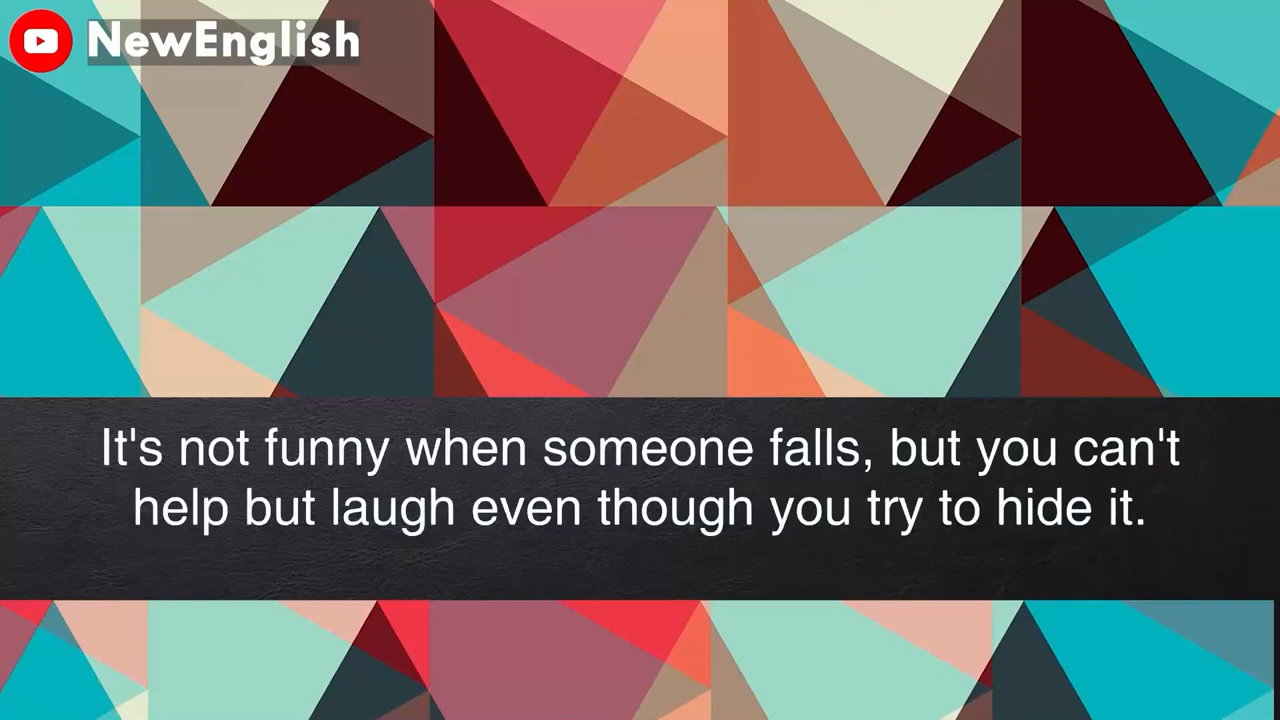 NewEnglish
It's not funny when someone falls, but you can't
help but laugh even though you try to hide it.